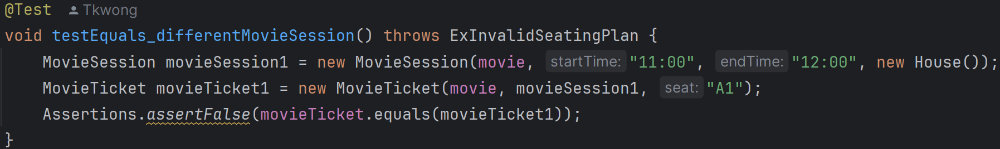 @Test Tkwong
void testEquals_differentMovieSession() throws ExInvalidSeatingPlan {
MovieSession movieSession1 = new MovieSession(movie, startTime: "11:00", endTime: "12:00", new House());
MovieTicket movieTicket1 = new MovieTicket(movie, movieSession1, seat: "A1");
Assertions.assertFalse(movieTicket.equals(movieTicket1));
}